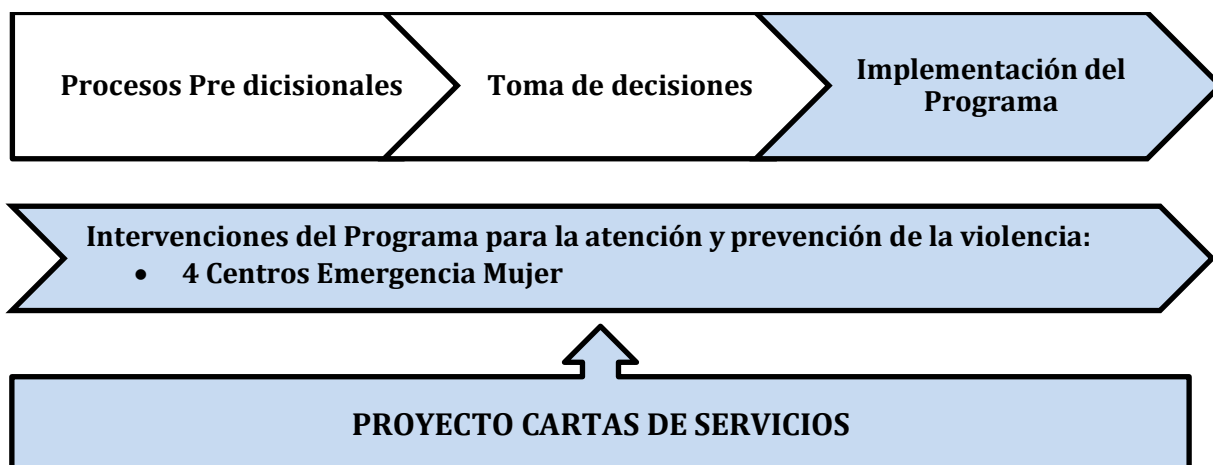 Procesos Pre dicisionales
Toma de decisiones
Implementación del
Programa
Intervenciones del Programa para la atención y prevención de la violencia:
• 4 Centros Emergencia Mujer
PROYECTO CARTAS DE SERVICIOS